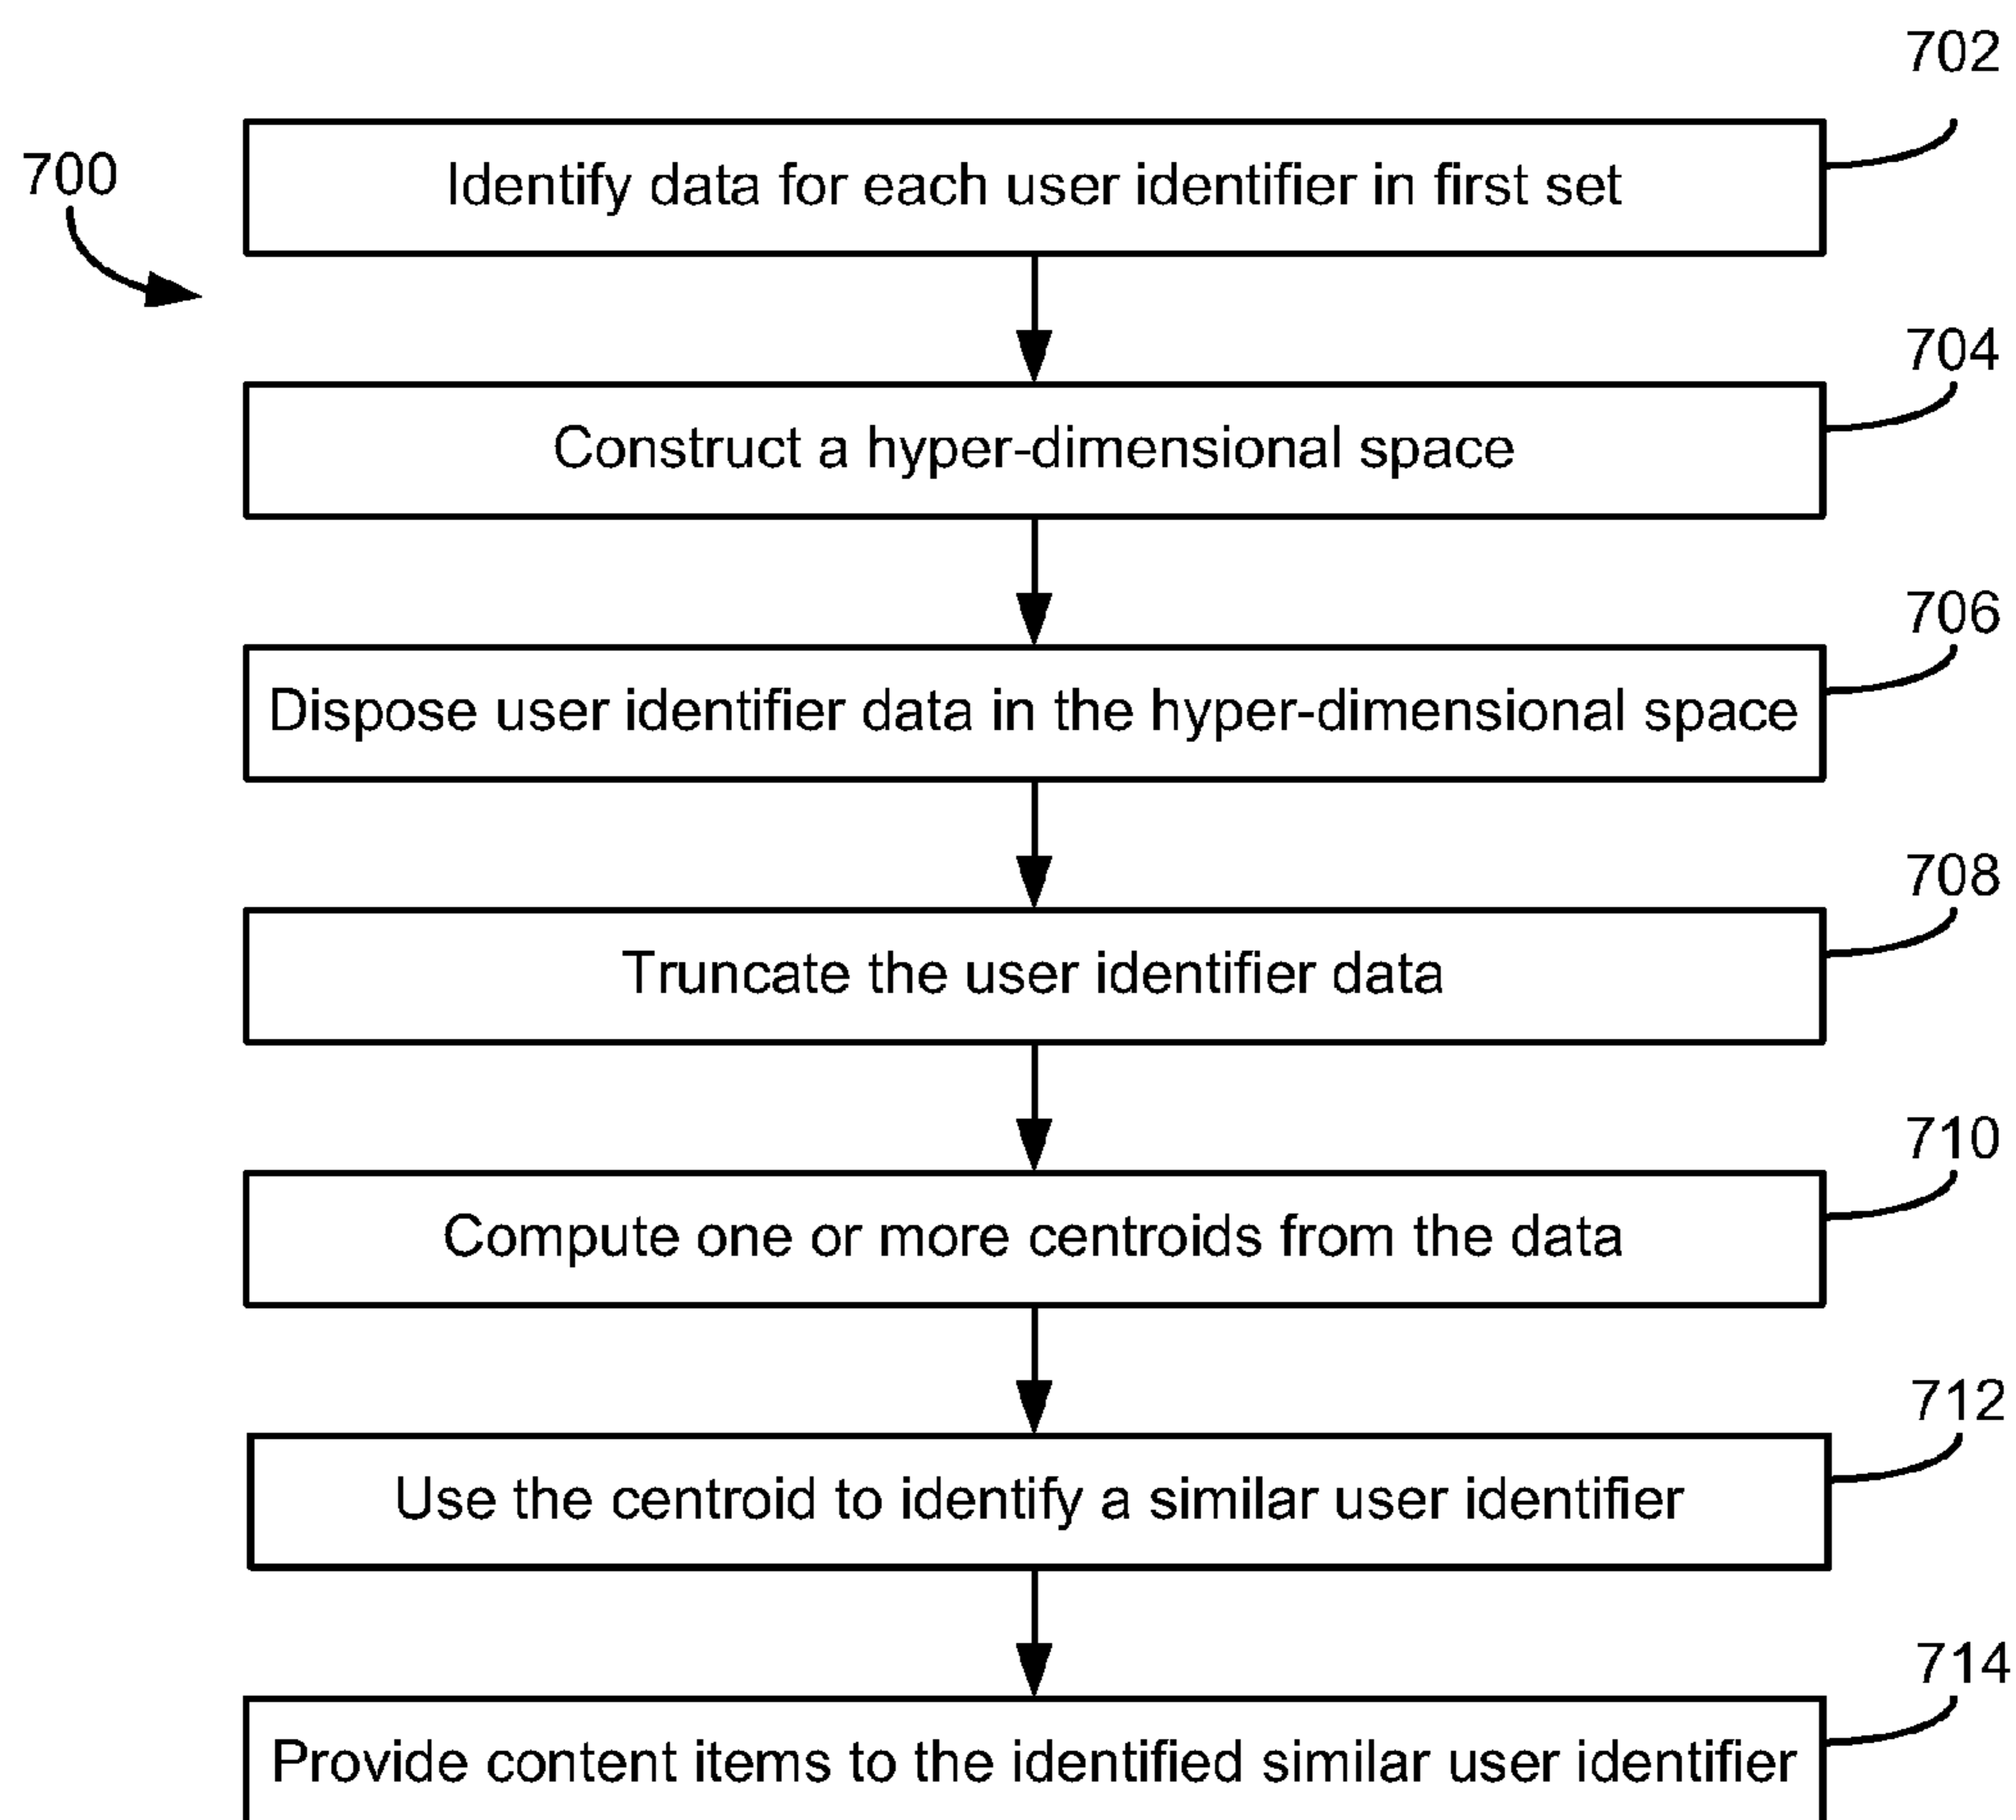 702
700
Identify data for each user identifier in first set
704
Construct a hyper-dimensional space
706
Dispose user identifier data in the hyper-dimensional space
708
Truncate the user identifier data
710
Compute one or more centroids from the data
712
Use the centroid to identify a similar user identifier
714
Provide content items to the identified similar user identifier